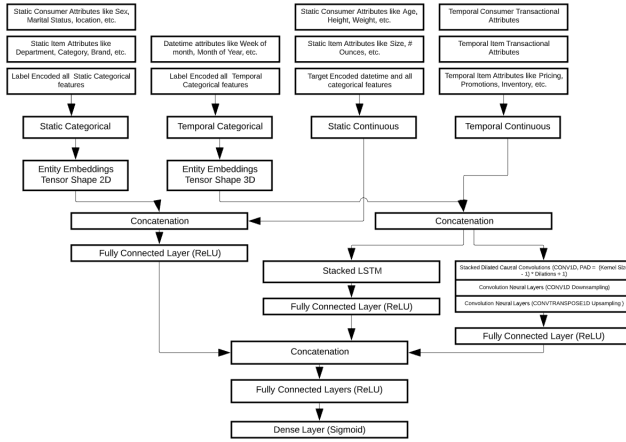 Static Consumer Attributes like Sex,
Marital Status, location, etc.
Static Consumer Attributes like Age,
Height, Weight, etc.
Temporal Consumer Transactional
Attributes
Static Item Attributes like
Department, Category, Brand, etc.
Datetime attributes like Week of
month, Month of Year, etc.
Static Item Attributes like Size, #
Ounces, etc.
Temporal Item Transactional
Attributes
Label Encoded all Static Categorical
features
Label Encoded all Temporal
Categorical features
Target Encoded datetime and all
categorical features
Temporal Item Attributes like Pricing,
Promotions, Inventory, etc.
Static Categorical
Temporal Categorical
Static Continuous
Temporal Continuous
Entity Embeddings
Tensor Shape 2D
Entity Embeddings
Tensor Shape 3D
Concatenation
Concatenation
Fully Connected Layer (ReLU)
Stacked LSTM
Stacked Dilated Causal Convolutions (CONV1D, PAD = (Kernel Size
- 1) * Dilations + 1)
Convolution Neural Layers (CONV1D Downsampling)
Convolution Neural Layers (CONVTRANSPOSE1D Upsampling )
Fully Connected Layer (ReLU)
Fully Connected Layer (ReLU)
Concatenation
Fully Connected Layers (ReLU)
Dense Layer (Sigmoid)